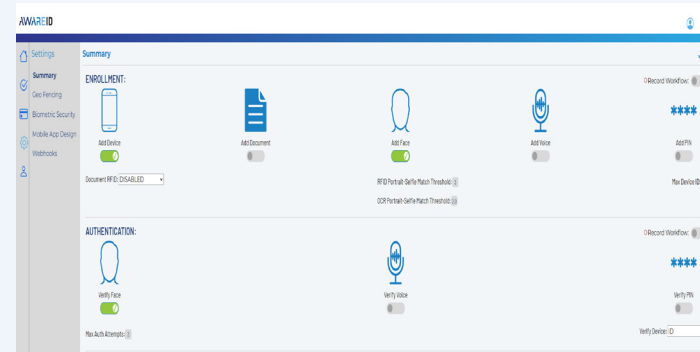 AWAREID
Settings
Summary
Summary
Geo Fencing
Biometric Security
Mobile App Design
Webhooks
ENROLLMENT:
Record Workflow:
Add Device
Add Document
Add Face
Add Voice
****
Add PIN
Document RFID: DISABLED
RFID Portrait-Selfie Match Threshold:
Max Device ID
OCR Portrait-Selfie Match Threshold:
AUTHENTICATION:
Record Workflow:
****
Verify Face
Verify Voice
Verify PIN
Max Auth Attempts:
Verify Device: ID